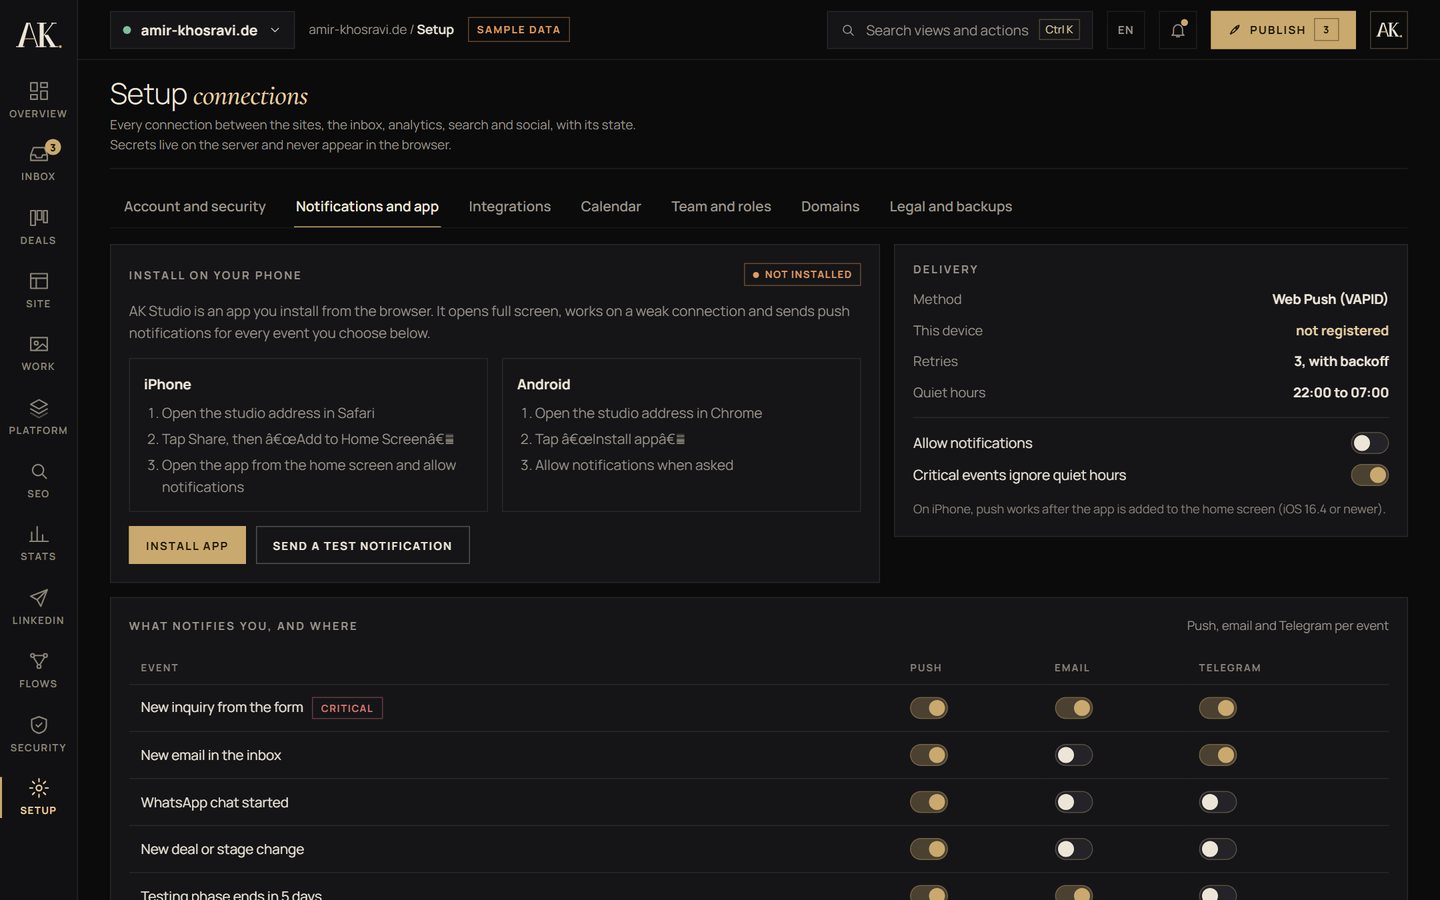 AK.
amir-khosravi.de
amir-khosravi.de / Setup
SAMPLE DATA
Search views and actions
Ctrl K
EN
PUBLISH 3
AK.
OVERVIEW
3
INBOX
DEALS
SITE
WORK
PLATFORM
SEO
STATS
LINKEDIN
FLOWS
SECURITY
SETUP
Setup connections
Every connection between the sites, the inbox, analytics, search and social, with its state.
Secrets live on the server and never appear in the browser.
Account and security
Notifications and app
Integrations
Calendar
Team and roles
Domains
Legal and backups
INSTALL ON YOUR PHONE
NOT INSTALLED
AK Studio is an app you install from the browser. It opens full screen, works on a weak connection and sends push
notifications for every event you choose below.
iPhone
1. Open the studio address in Safari
2. Tap Share, then â€œAdd to Home Screenâ€
3. Open the app from the home screen and allow
notifications
Android
1. Open the studio address in Chrome
2. Tap â€œInstall appâ€
3. Allow notifications when asked
INSTALL APP
SEND A TEST NOTIFICATION
DELIVERY
Method Web Push (VAPID)
This device not registered
Retries 3, with backoff
Quiet hours 22:00 to 07:00
Allow notifications
Critical events ignore quiet hours
On iPhone, push works after the app is added to the home screen (iOS 16.4 or newer).
WHAT NOTIFIES YOU, AND WHERE
Push, email and Telegram per event
EVENT PUSH EMAIL TELEGRAM
New inquiry from the form CRITICAL
New email in the inbox
WhatsApp chat started
New deal or stage change
Testing phase ends in 5 days